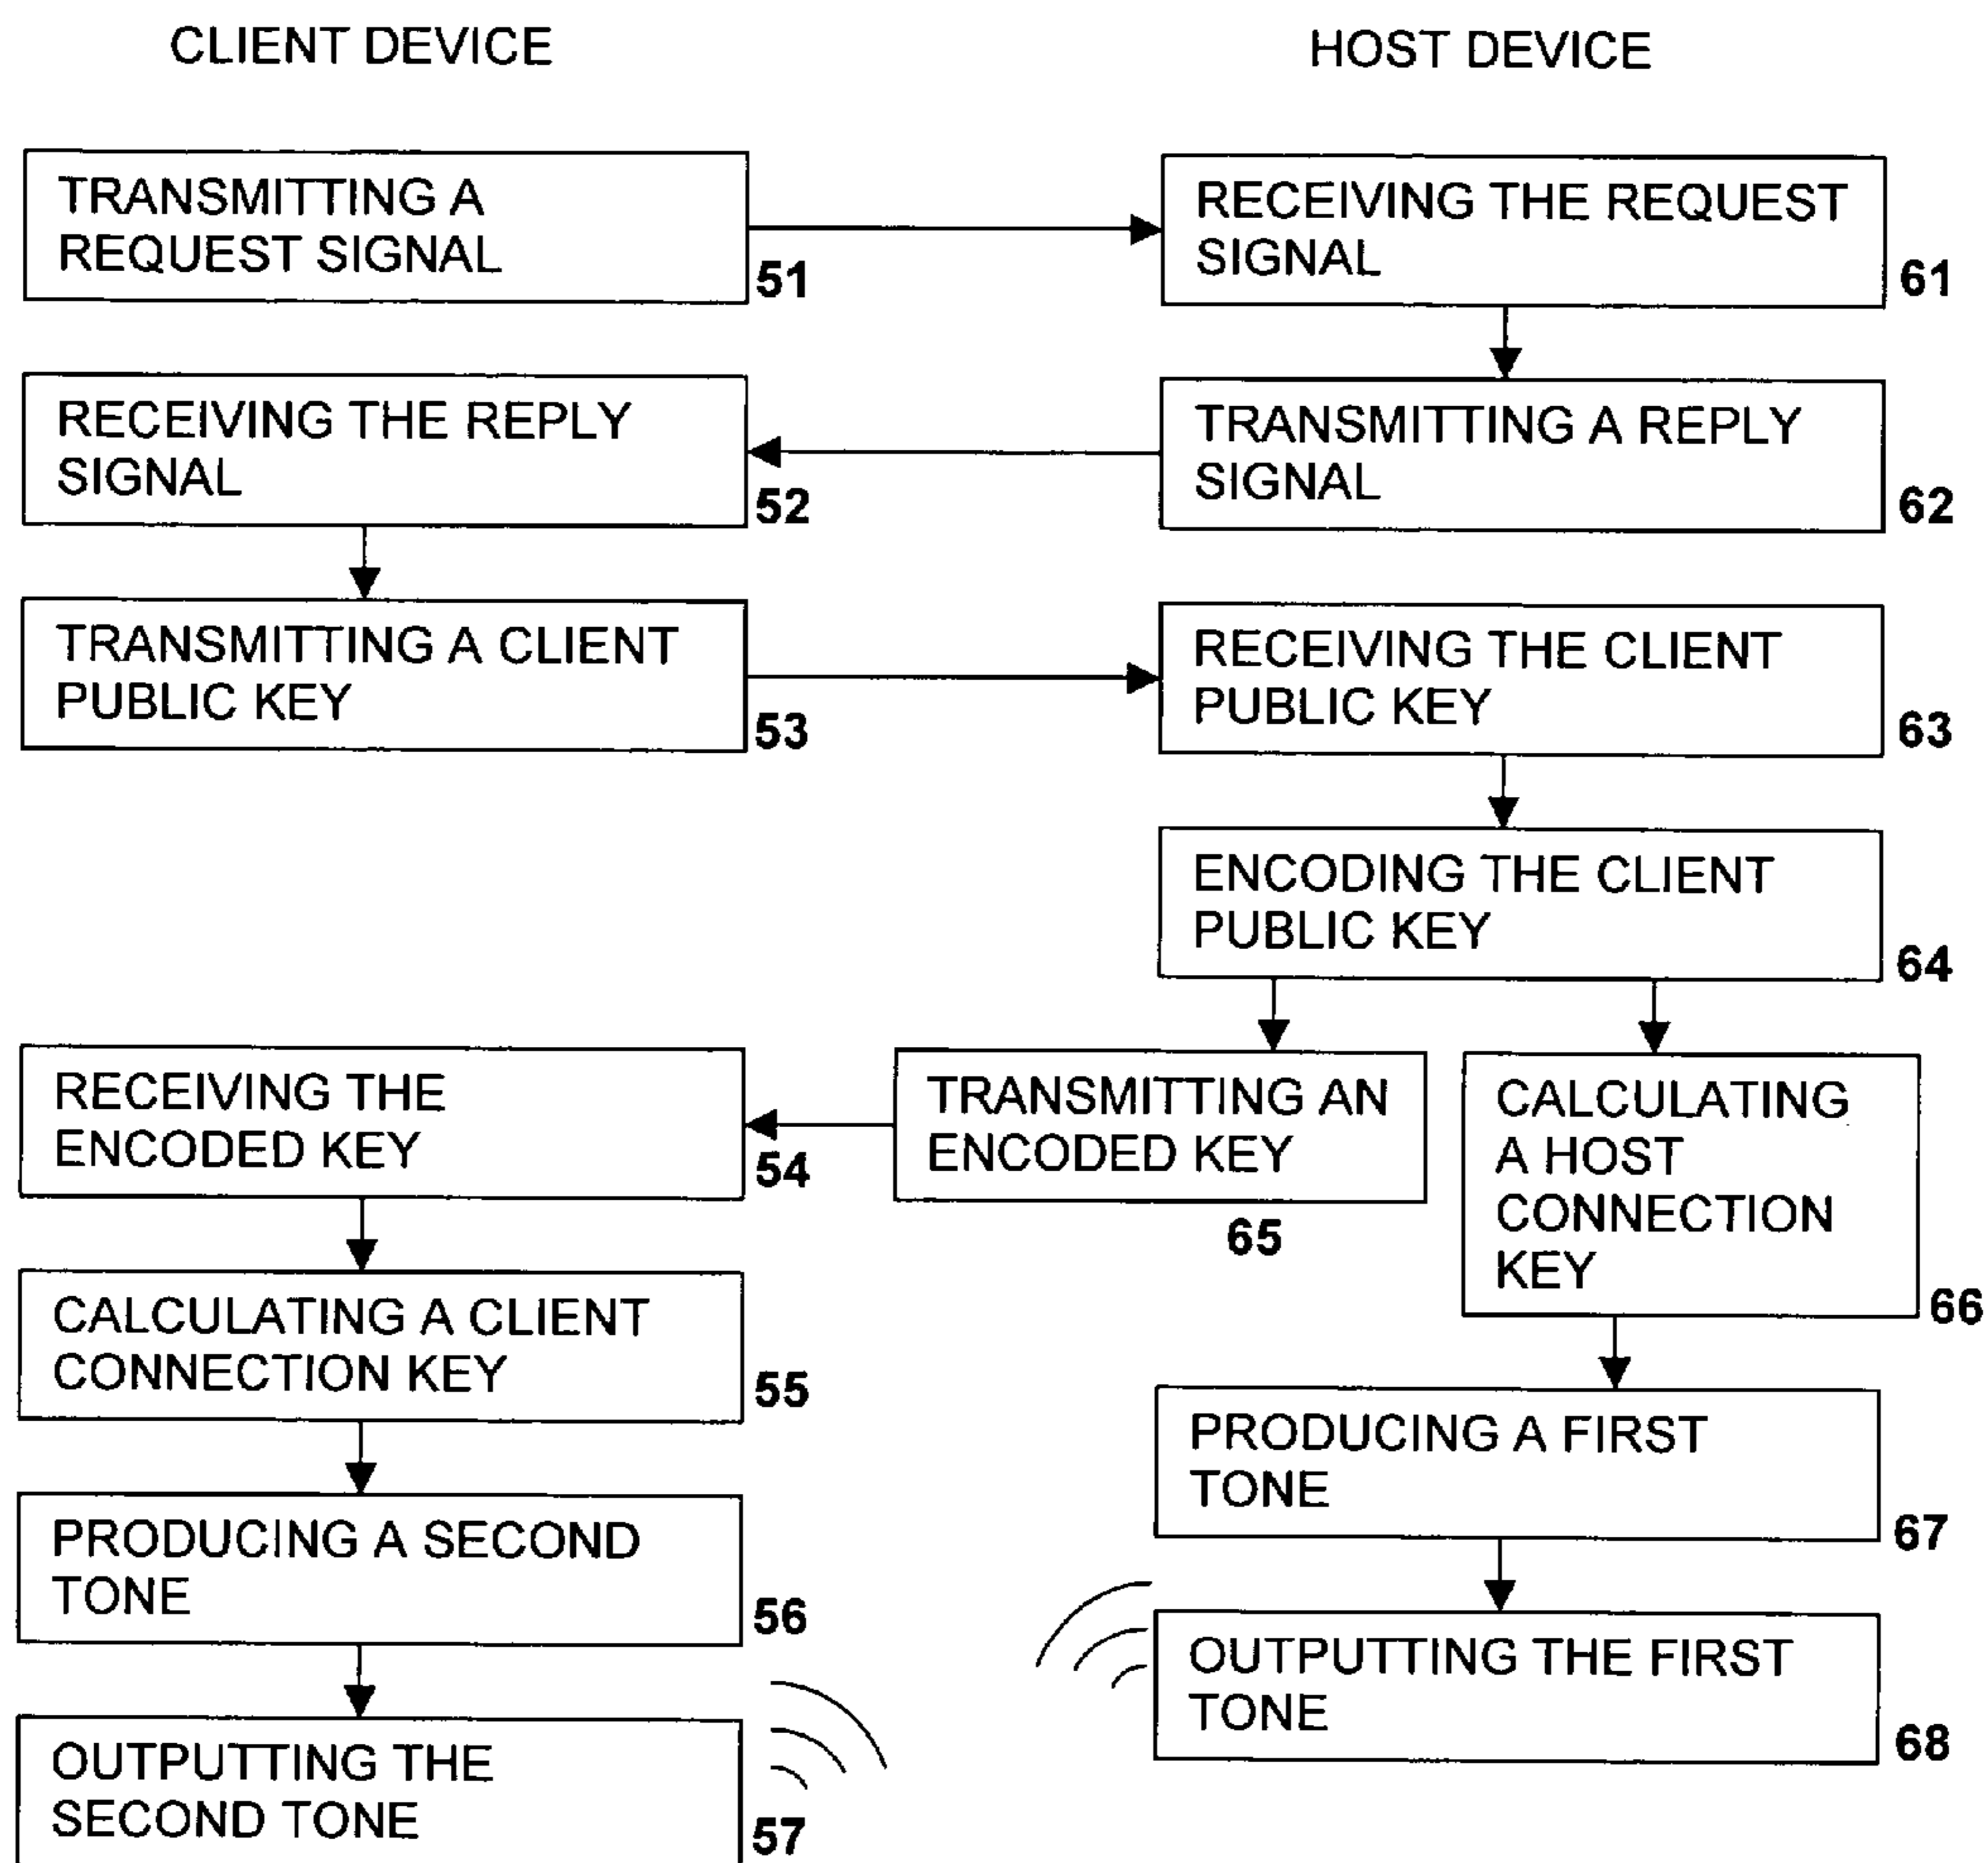 CLIENT DEVICE
HOST DEVICE
TRANSMITTING A
REQUEST SIGNAL
51
RECEIVING THE REQUEST
SIGNAL
61
RECEIVING THE REPLY
SIGNAL
52
TRANSMITTING A REPLY
SIGNAL
62
TRANSMITTING A CLIENT
PUBLIC KEY
53
RECEIVING THE CLIENT
PUBLIC KEY
63
ENCODING THE CLIENT
PUBLIC KEY
64
RECEIVING THE
ENCODED KEY
54
TRANSMITTING AN
ENCODED KEY
65
CALCULATING
A HOST
CONNECTION
KEY
66
CALCULATING A CLIENT
CONNECTION KEY
55
PRODUCING A FIRST
TONE
67
PRODUCING A SECOND
TONE
56
OUTPUTTING THE FIRST
TONE
68
OUTPUTTING THE
SECOND TONE
57